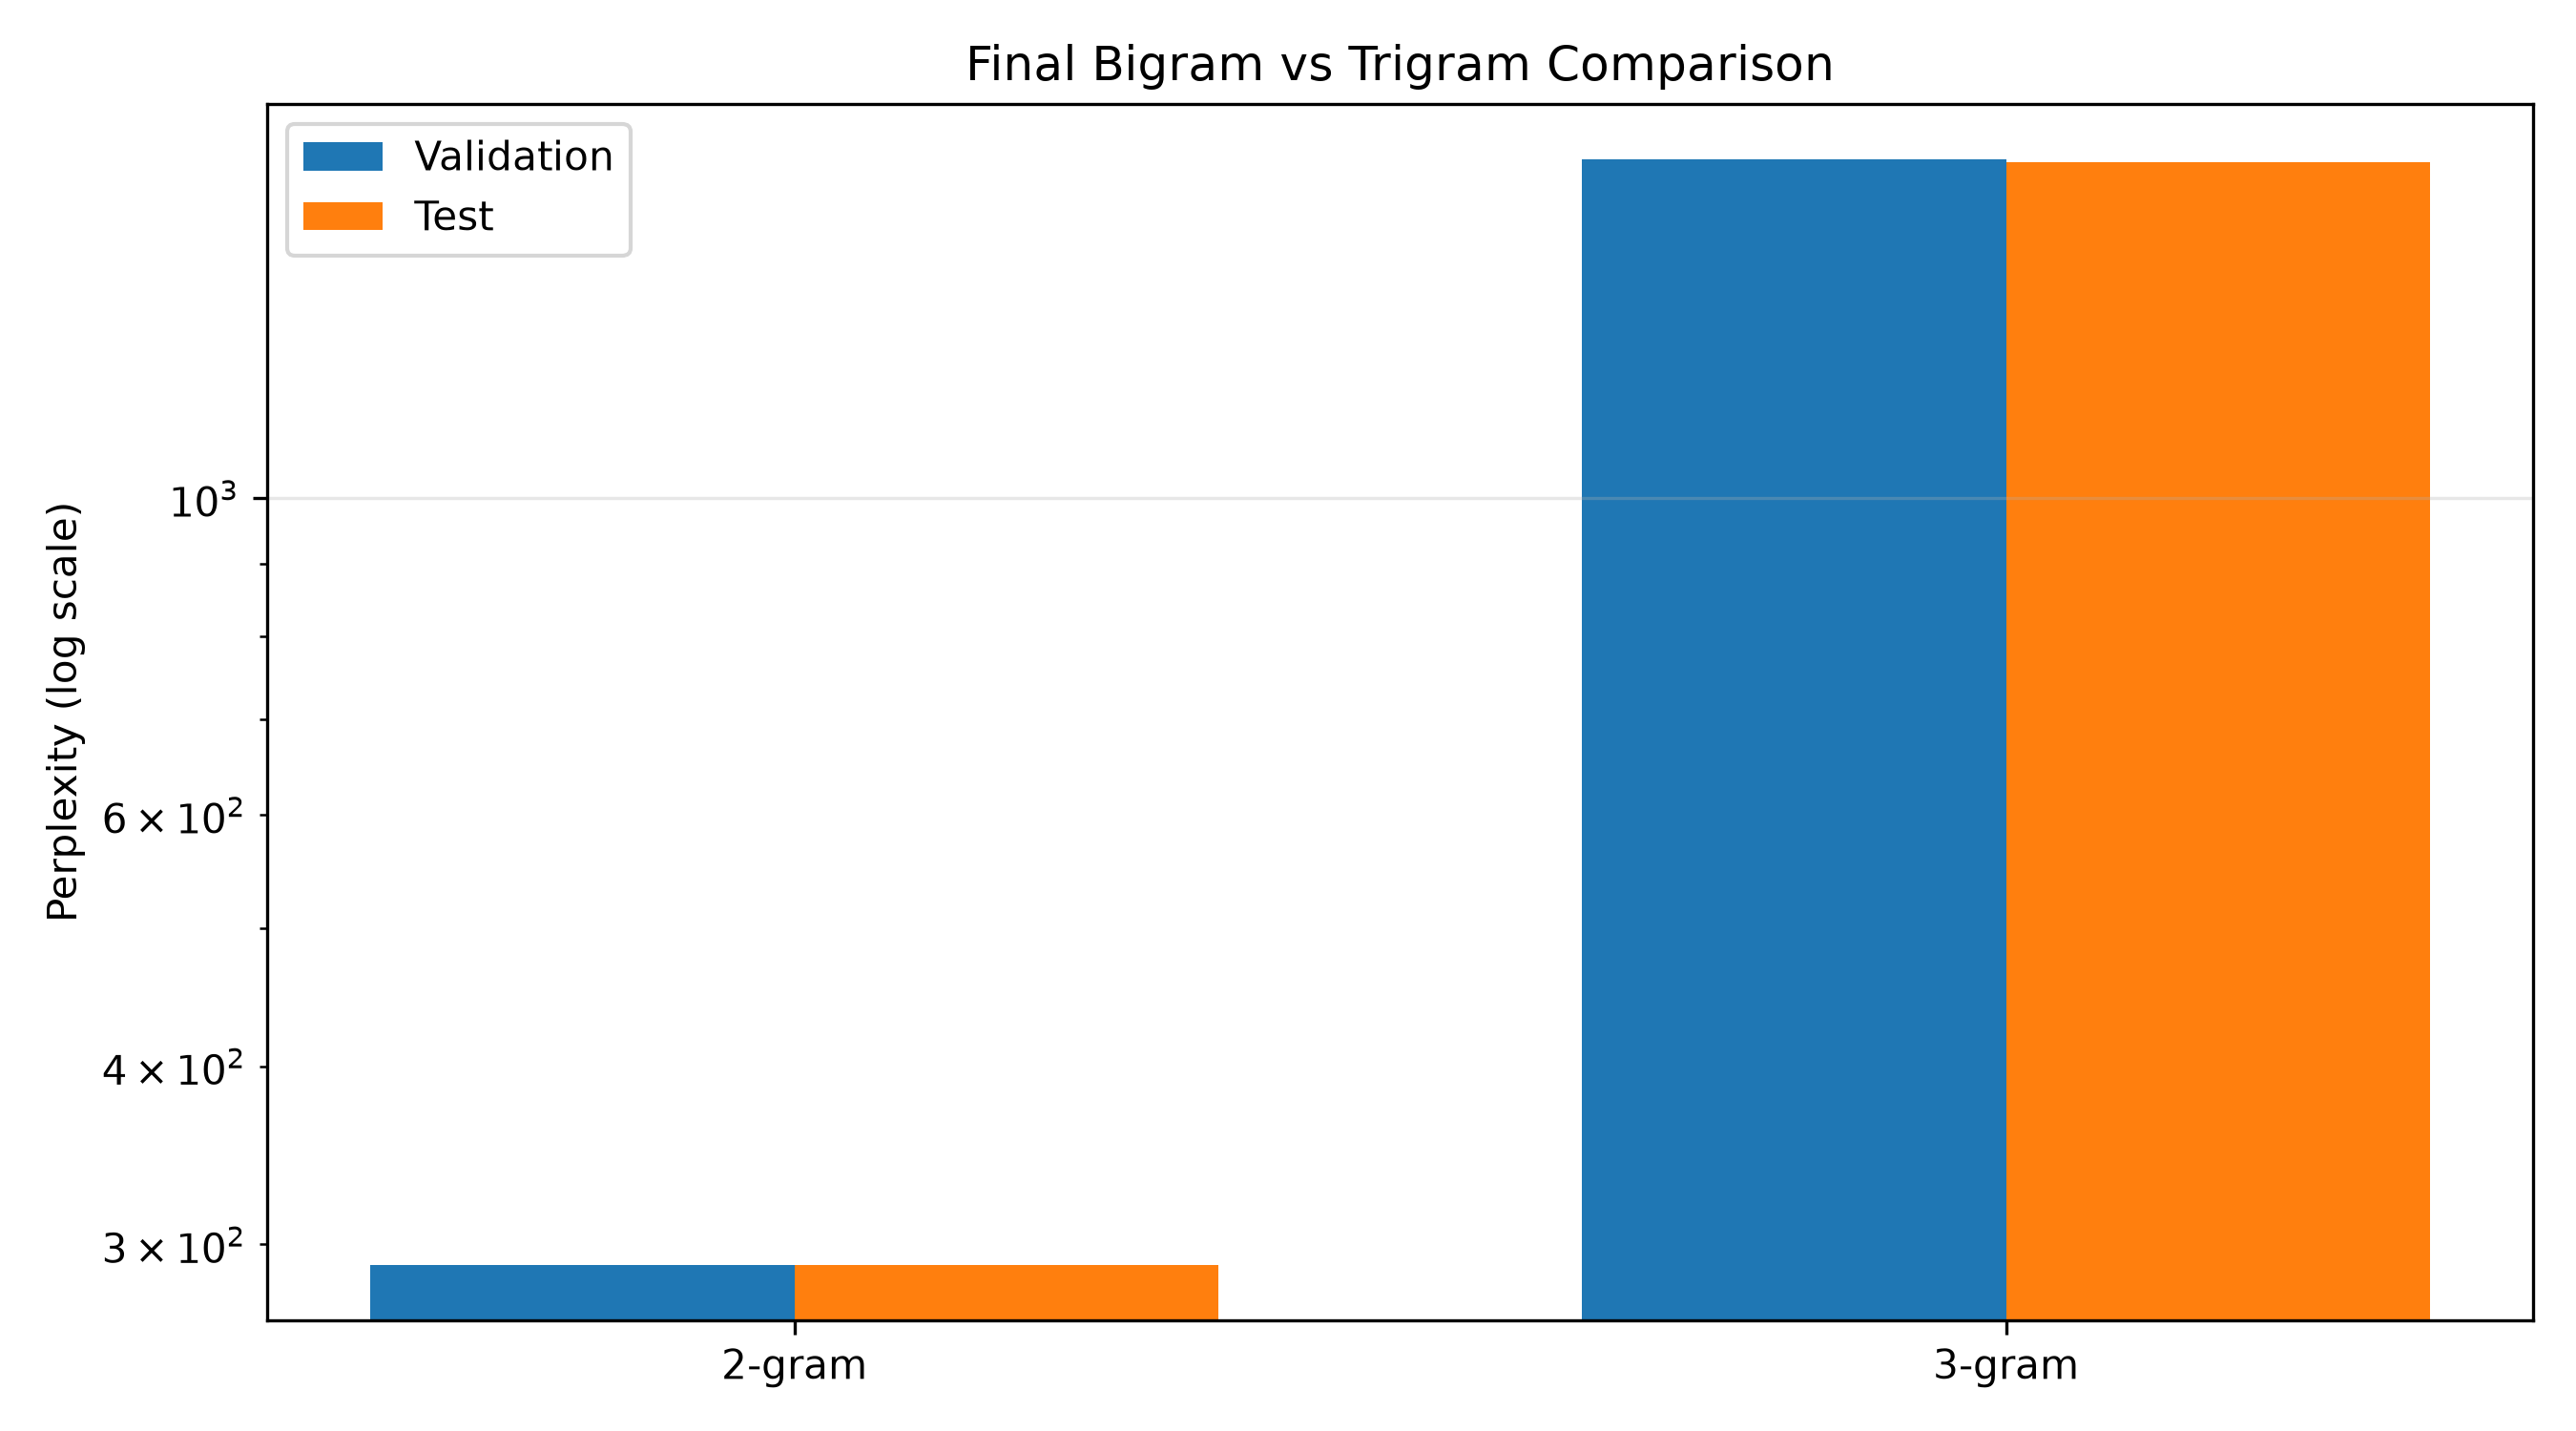 Final Bigram vs Trigram Comparison
Validation
Test
Perplexity (log scale)
10³
6 × 10²
4 × 10²
3 × 10²
2-gram
3-gram